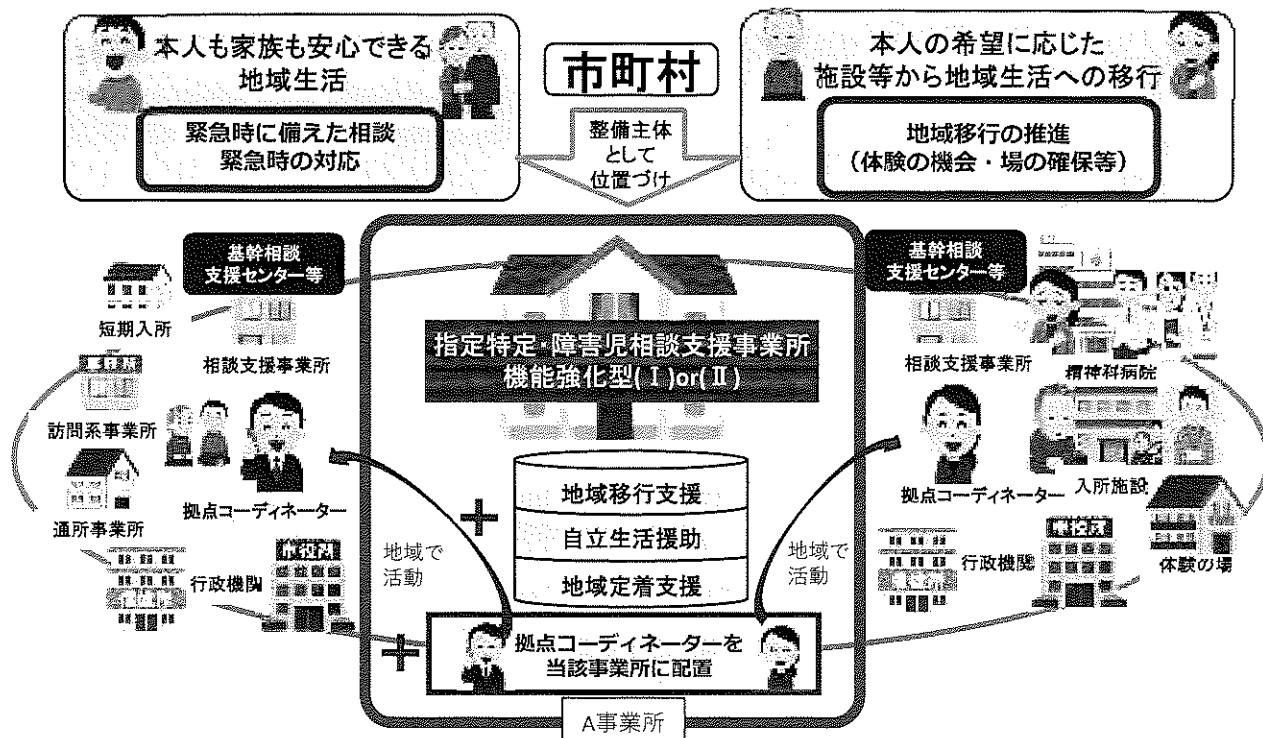 本人も家族も安心できる
地域生活
緊急時に備えた相談
緊急時の対応
市町村
整備主体
として
位置づけ
本人の希望に応じた
施設等から地域生活への移行
地域移行の推進
（体験の機会・場の確保等）
基幹相談
支援センター等
短期入所
相談支援事業所
訪問系事業所
通所事業所
拠点コーディネーター
行政機関
市役所
地域で
活動
指定特定・障害児相談支援事業所
機能強化型(Ⅰ)or(Ⅱ)
+
地域移行支援
自立生活援助
地域定着支援
+
拠点コーディネーターを
当該事業所に配置
A事業所
地域で
活動
基幹相談
支援センター等
相談支援事業所
精神科病院
拠点コーディネーター
入所施設
行政機関
市役所
体験の場